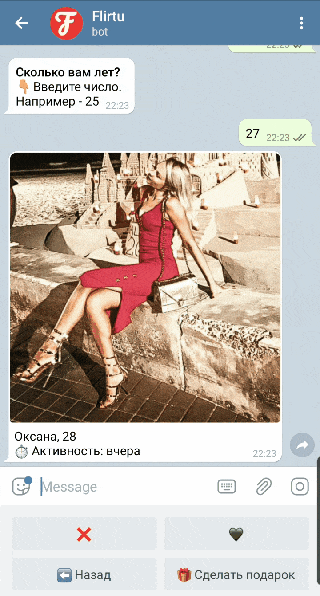 Flirtu
bot
22:23
Сколько вам лет?
👇 Введите число.
Например - 25 22:23
27 22:23
Оксана, 28
⏱ Активность: вчера
22:23
Message
❌ 🖤
⬅ Назад 🎁 Сделать подарок